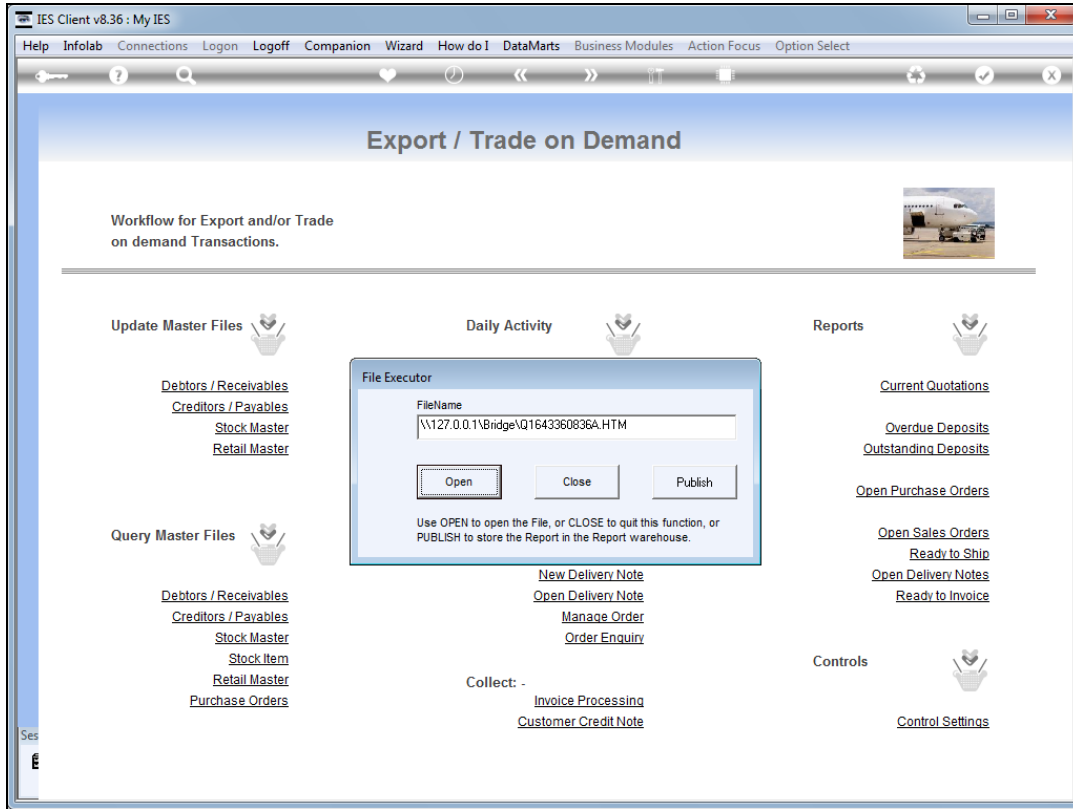 IES Client v8.36 : My IES
Help Infolab Connections Logon Logoff Companion Wizard How do I DataMarts Business Modules Action Focus Option Select
Export / Trade on Demand
Workflow for Export and/or Trade
on demand Transactions.
Update Master Files
Debtors / Receivables
Creditors / Payables
Stock Master
Retail Master
Query Master Files
Debtors / Receivables
Creditors / Payables
Stock Master
Stock Item
Retail Master
Purchase Orders
Daily Activity
File Executor
FileName
\\127.0.0.1\Bridge\Q1643360836A.HTM
Open Close Publish
Use OPEN to open the File, or CLOSE to quit this function, or
PUBLISH to store the Report in the Report warehouse.
New Delivery Note
Open Delivery Note
Manage Order
Order Enquiry
Collect: -
Invoice Processing
Customer Credit Note
Reports
Current Quotations
Overdue Deposits
Outstanding Deposits
Open Purchase Orders
Open Sales Orders
Ready to Ship
Open Delivery Notes
Ready to Invoice
Controls
Control Settings
Ses